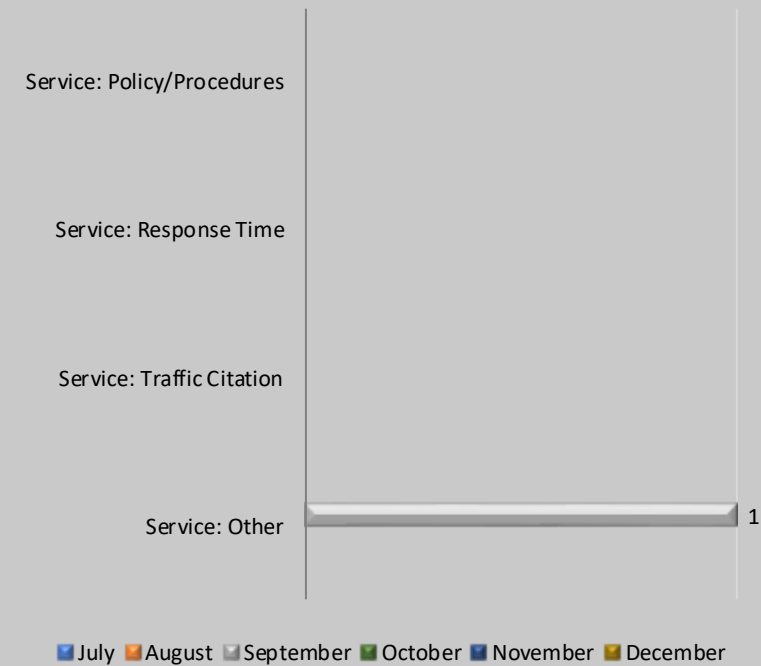 Service: Policy/Procedures
Service: Response Time
Service: Traffic Citation
Service: Other
1
July August September October November December